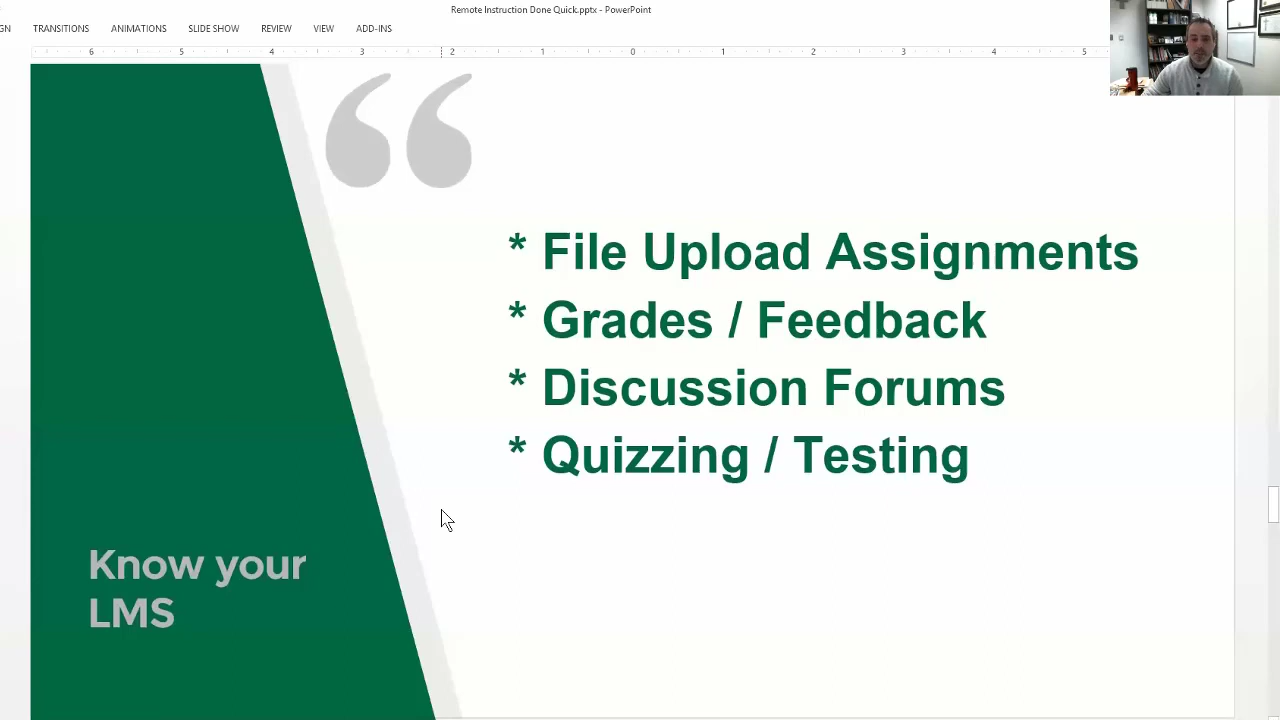 Remote Instruction Done Quick.pptx - PowerPoint
GN TRANSITIONS ANIMATIONS SLIDE SHOW REVIEW VIEW ADD-INS
6 5 4 3 2 1 0 1 2 3 4 5
“
* File Upload Assignments
* Grades / Feedback
* Discussion Forums
* Quizzing / Testing
Know your
LMS